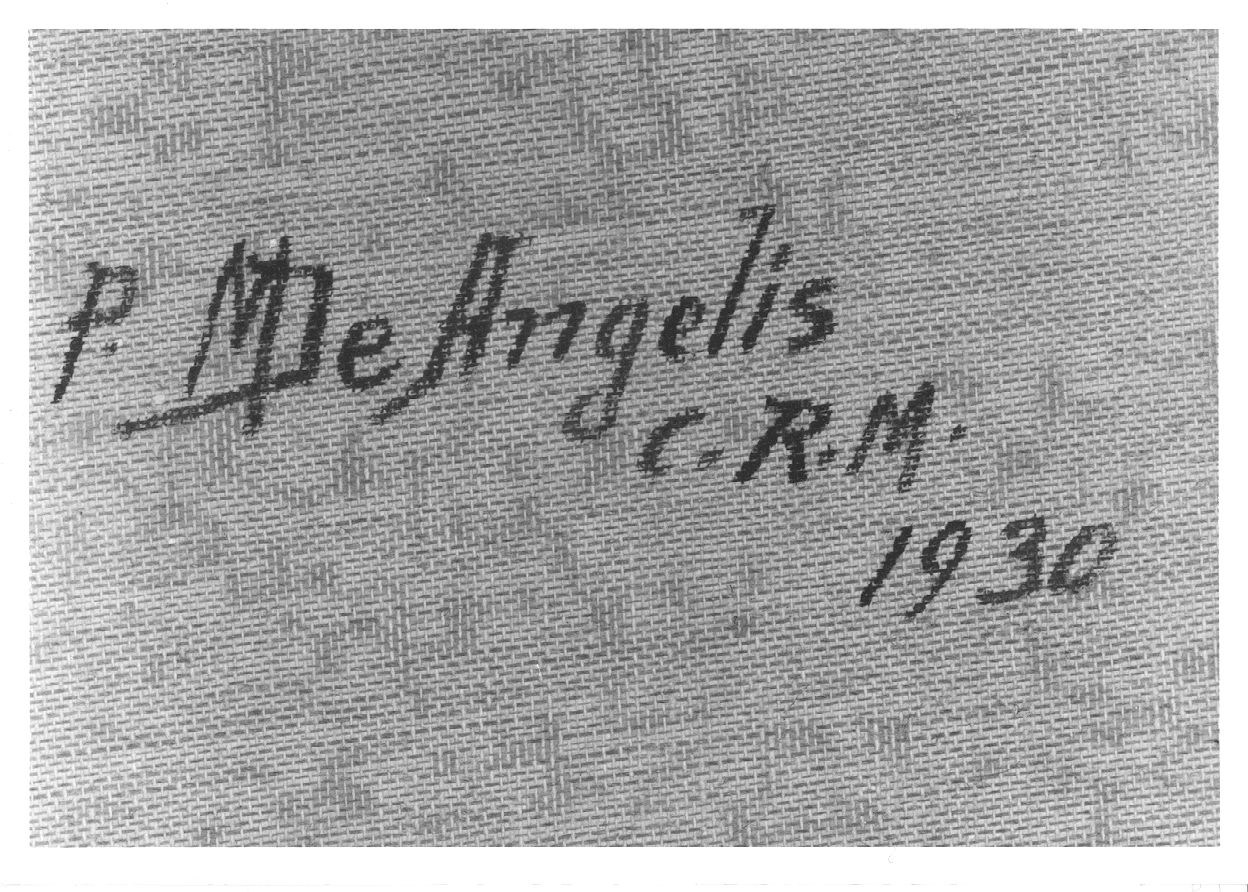 P. M De Angelis
C. R. M.
1930